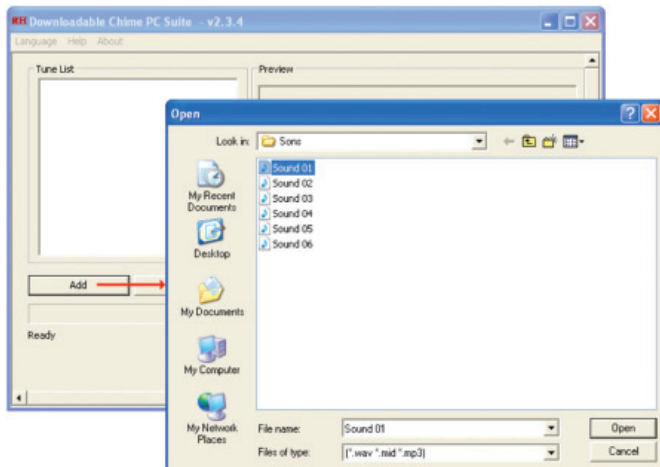 Downloadable Chime PC Suite - v2.3.4
Language Help About
Tune List
Preview
Open
Look in:
Sons
My Recent
Documents
Desktop
My Documents
My Computer
My Network
Places
Sound 01
Sound 02
Sound 03
Sound 04
Sound 05
Sound 06
Add
Ready
File name:
Sound 01
Open
Files of type:
(*.wav *.mid *.mp3)
Cancel